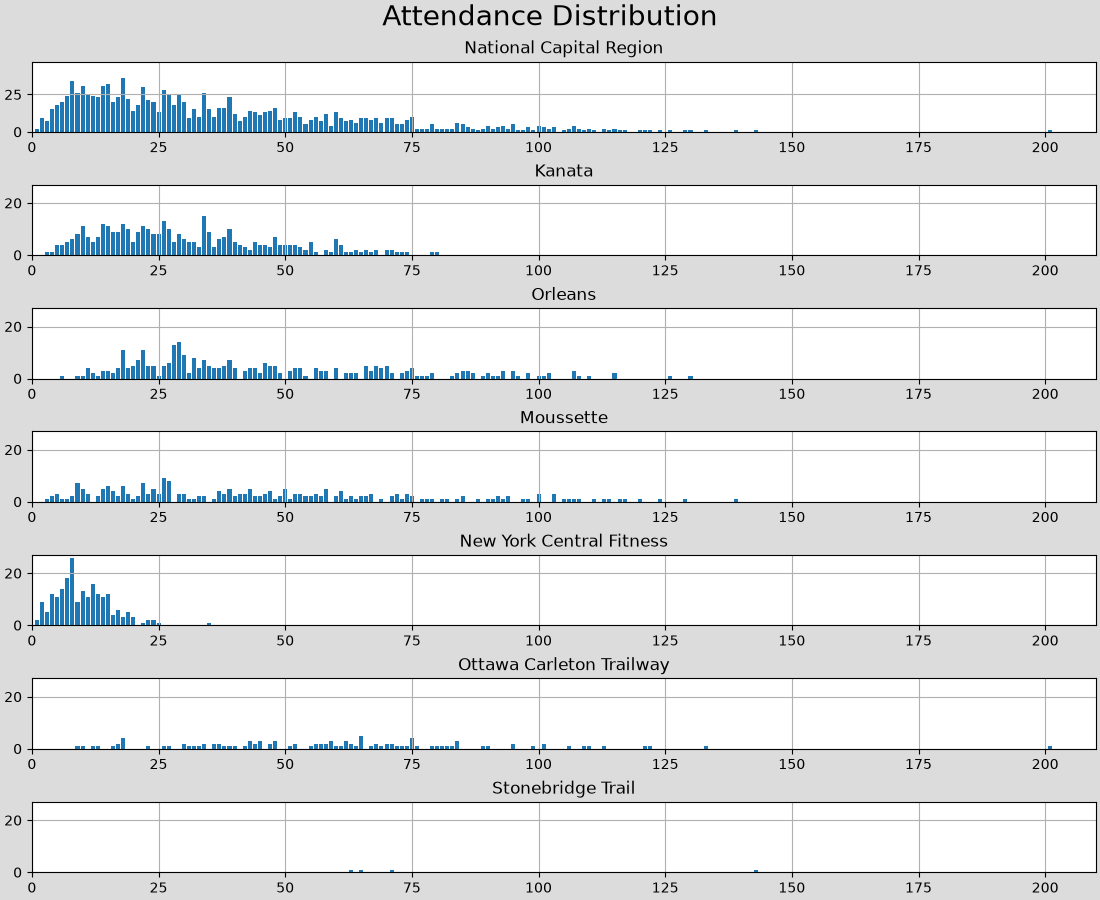 Attendance Distribution
National Capital Region
25
0
0 25 50 75 100 125 150 175 200
Kanata
20
0
0 25 50 75 100 125 150 175 200
Orleans
20
0
0 25 50 75 100 125 150 175 200
Moussette
20
0
0 25 50 75 100 125 150 175 200
New York Central Fitness
20
0
0 25 50 75 100 125 150 175 200
Ottawa Carleton Trailway
20
0
0 25 50 75 100 125 150 175 200
Stonebridge Trail
20
0
0 25 50 75 100 125 150 175 200